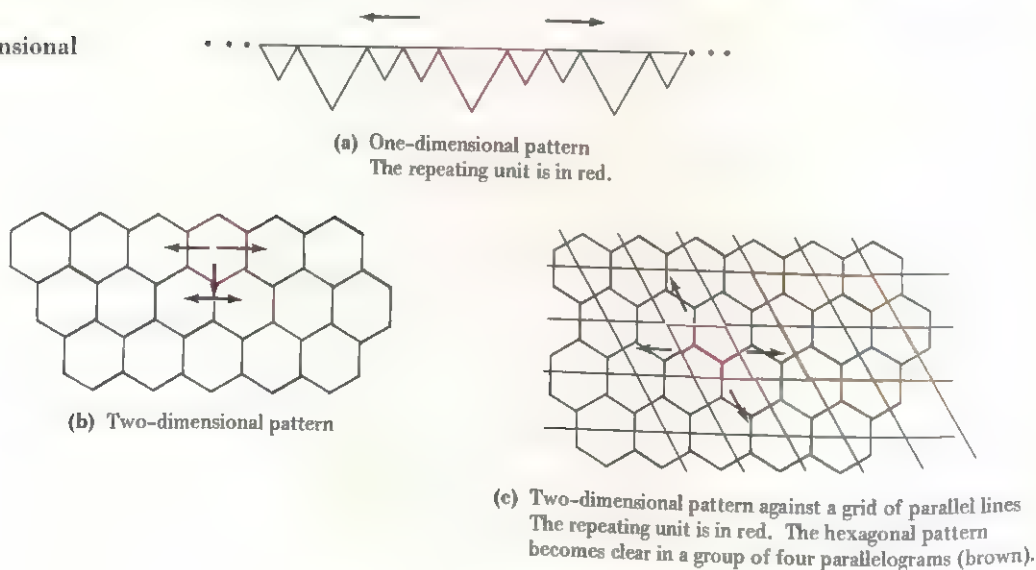 nsional
(a) One-dimensional pattern
The repeating unit is in red.
(b) Two-dimensional pattern
(c) Two-dimensional pattern against a grid of parallel lines
The repeating unit is in red. The hexagonal pattern
becomes clear in a group of four parallelograms (brown).